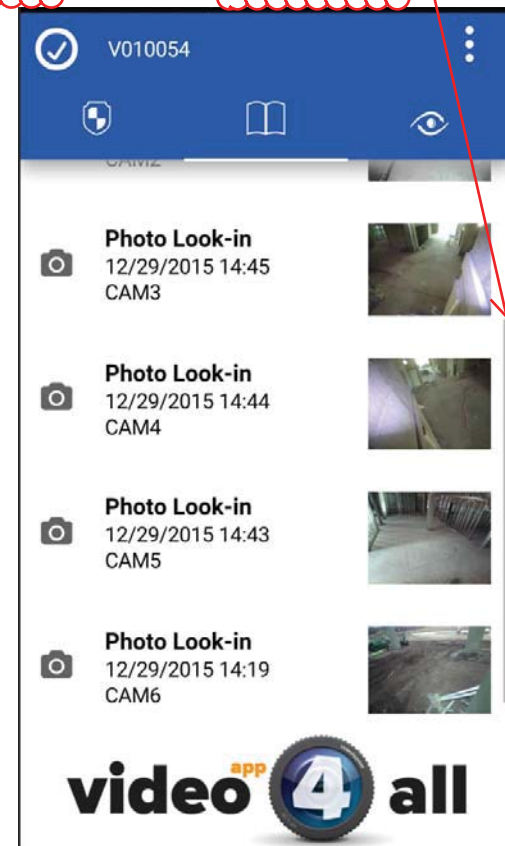 V010054
CAM2
Photo Look-in
12/29/2015 14:45
CAM3
Photo Look-in
12/29/2015 14:44
CAM4
Photo Look-in
12/29/2015 14:43
CAM5
Photo Look-in
12/29/2015 14:19
CAM6
video app 4 all